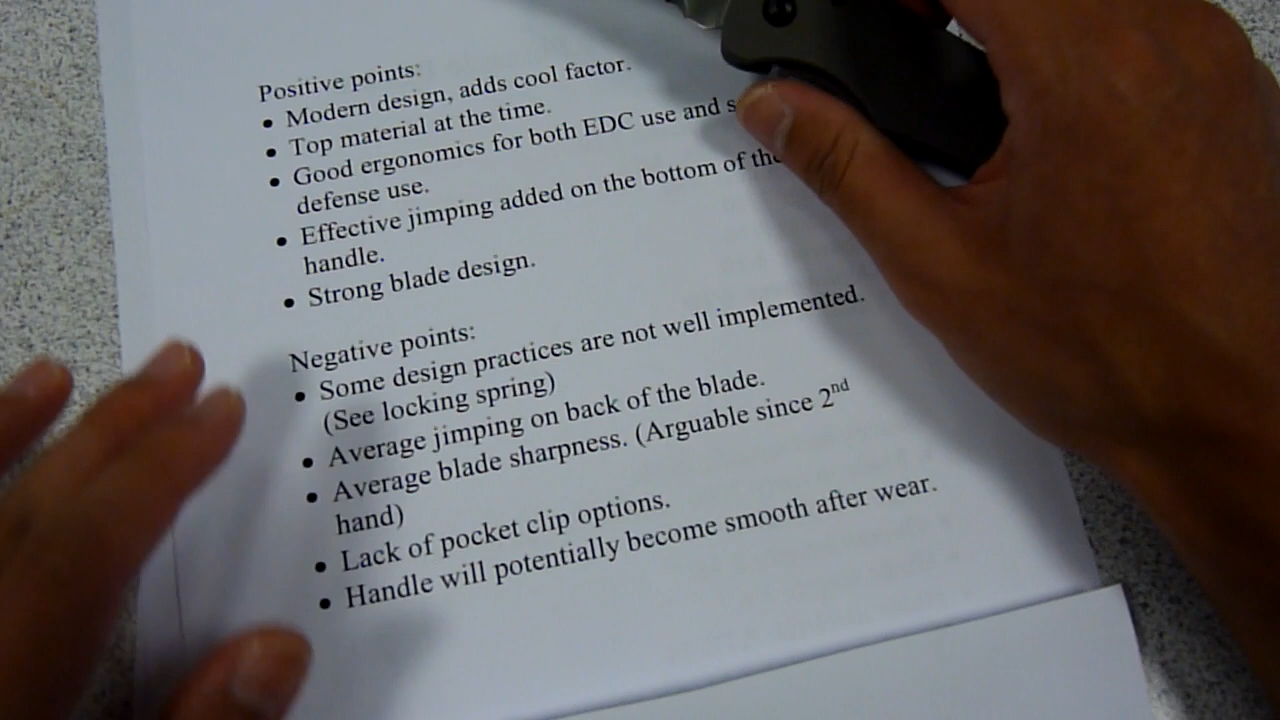 Positive points:
• Modern design, adds cool factor.
• Top material at the time.
• Good ergonomics for both EDC use and
defense use.
• Effective jimping added on the bottom of the
handle.
• Strong blade design.
Negative points:
• Some design practices are not well implemented.
(See locking spring)
• Average jimping on back of the blade.
• Average blade sharpness. (Arguable since 2nd
hand)
• Lack of pocket clip options.
• Handle will potentially become smooth after wear.